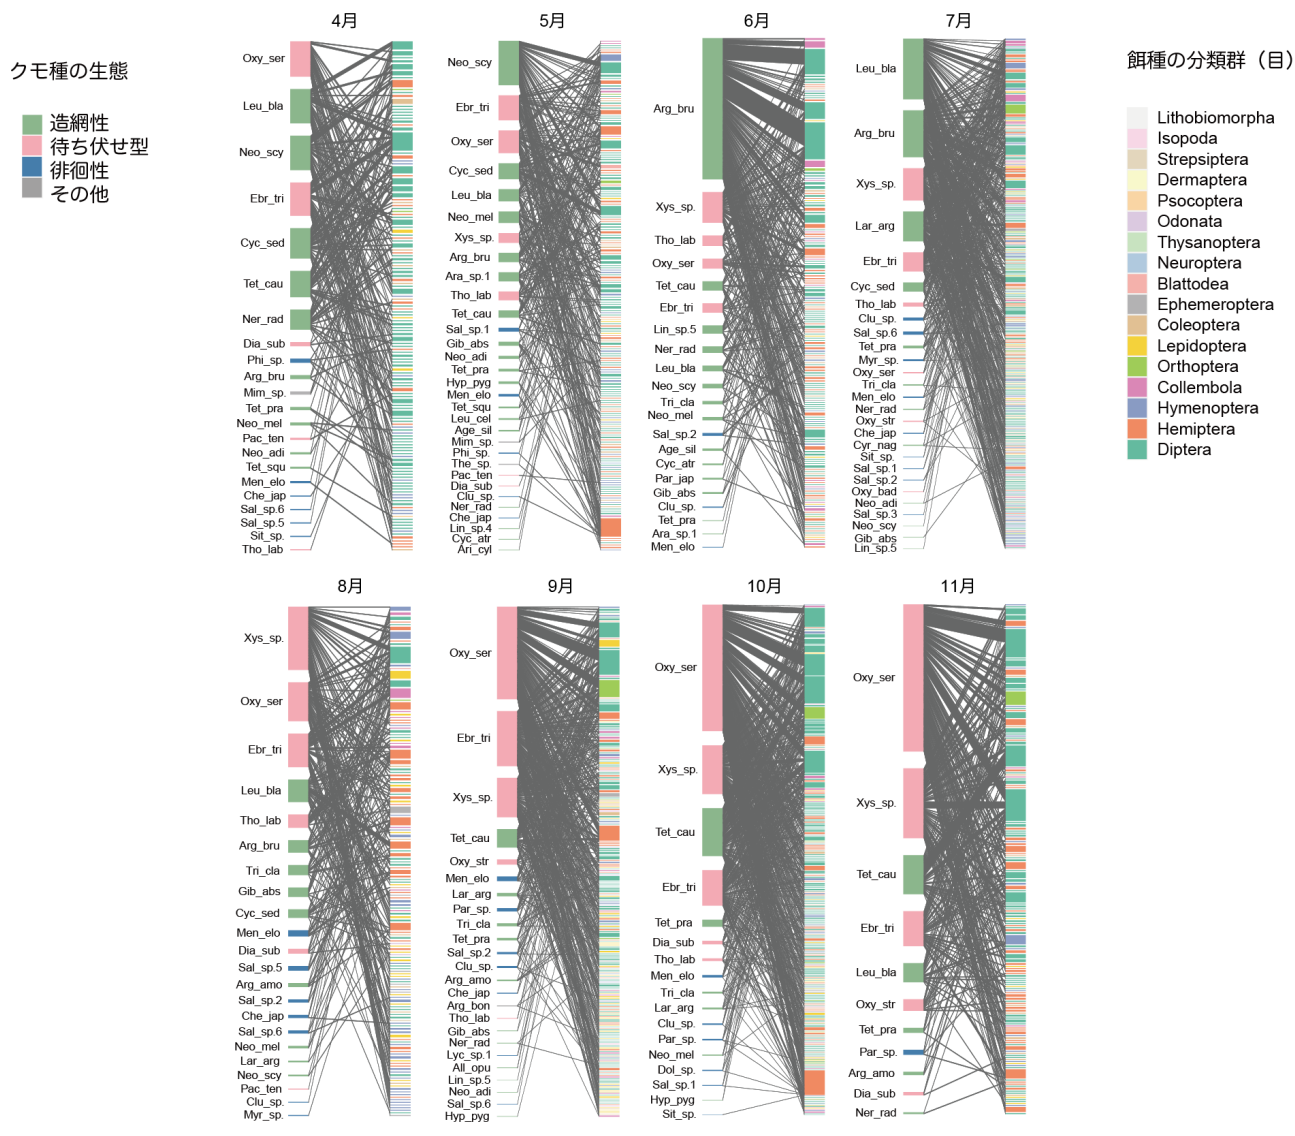 クモ種の生態
造網性
待ち伏せ型
徘徊性
その他
4月
Oxy_ser
Leu_bla
Neo_scy
Ebr_tri
Cyc_sed
Tet_cau
Ner_rad
Dia_sub
Phi_sp.
Arg_bru
Mim_sp.
Tet_pra
Neo_mel
Pac_ten
Neo_adi
Tet_squ
Men_elo
Che_jap
Sal_sp.6
Sal_sp.5
Sit_sp.
Tho_lab
5月
Neo_scy
Ebr_tri
Oxy_ser
Cyc_sed
Leu_bla
Neo_mel
Xys_sp.
Arg_bru
Ara_sp.1
Tho_lab
Tet_cau
Sal_sp.1
Gib_abs
Neo_adi
Tet_pra
Hyp_pyg
Men_elo
Tet_squ
Leu_cel
Age_sil
Mim_sp.
Phi_sp.
The_sp.
Pac_ten
Dia_sub
Clu_sp.
Ner_rad
Che_jap
Lin_sp.4
Cyc_atr
Ari_cyl
6月
Arg_bru
Xys_sp.
Tho_lab
Oxy_ser
Tet_cau
Ebr_tri
Lin_sp.5
Ner_rad
Leu_bla
Neo_scy
Tri_cla
Neo_mel
Sal_sp.2
Age_sil
Cyc_atr
Par_jap
Gib_abs
Clu_sp.
Tet_pra
Ara_sp.1
Men_elo
7月
Leu_bla
Arg_bru
Xys_sp.
Lar_arg
Ebr_tri
Cyc_sed
Tho_lab
Clu_sp.
Sal_sp.6
Tet_pra
Myr_sp.
Oxy_ser
Tri_cla
Men_elo
Ner_rad
Oxy_str
Che_jap
Cyr_nag
Sit_sp.
Sal_sp.1
Sal_sp.2
Oxy_bad
Neo_adi
Sal_sp.3
Neo_scy
Gib_abs
Lin_sp.5
餌種の分類群（目）
Lithobiomorpha
Isopoda
Strepsiptera
Dermaptera
Psocoptera
Odonata
Thysanoptera
Neuroptera
Blattodea
Ephemeroptera
Coleoptera
Lepidoptera
Orthoptera
Collembola
Hymenoptera
Hemiptera
Diptera
8月
Xys_sp.
Oxy_ser
Ebr_tri
Leu_bla
Tho_lab
Arg_bru
Tri_cla
Gib_abs
Cyc_sed
Men_elo
Dia_sub
Sal_sp.5
Arg_amo
Sal_sp.2
Che_jap
Sal_sp.6
Neo_mel
Lar_arg
Neo_scy
Pac_ten
Clu_sp.
Myr_sp.
9月
Oxy_ser
Ebr_tri
Xys_sp.
Tet_cau
Oxy_str
Men_elo
Lar_arg
Par_sp.
Tri_cla
Tet_pra
Sal_sp.2
Clu_sp.
Arg_amo
Che_jap
Arg_bon
Tho_lab
Gib_abs
Ner_rad
Lyc_sp.1
All_opu
Lin_sp.5
Neo_adi
Sal_sp.6
Hyp_pyg
10月
Oxy_ser
Xys_sp.
Tet_cau
Ebr_tri
Tet_pra
Dia_sub
Tho_lab
Men_elo
Tri_cla
Lar_arg
Clu_sp.
Par_sp.
Neo_mel
Dol_sp.
Sal_sp.1
Hyp_pyg
Sit_sp.
11月
Oxy_ser
Xys_sp.
Tet_cau
Ebr_tri
Leu_bla
Oxy_str
Tet_pra
Par_sp.
Arg_amo
Dia_sub
Ner_rad